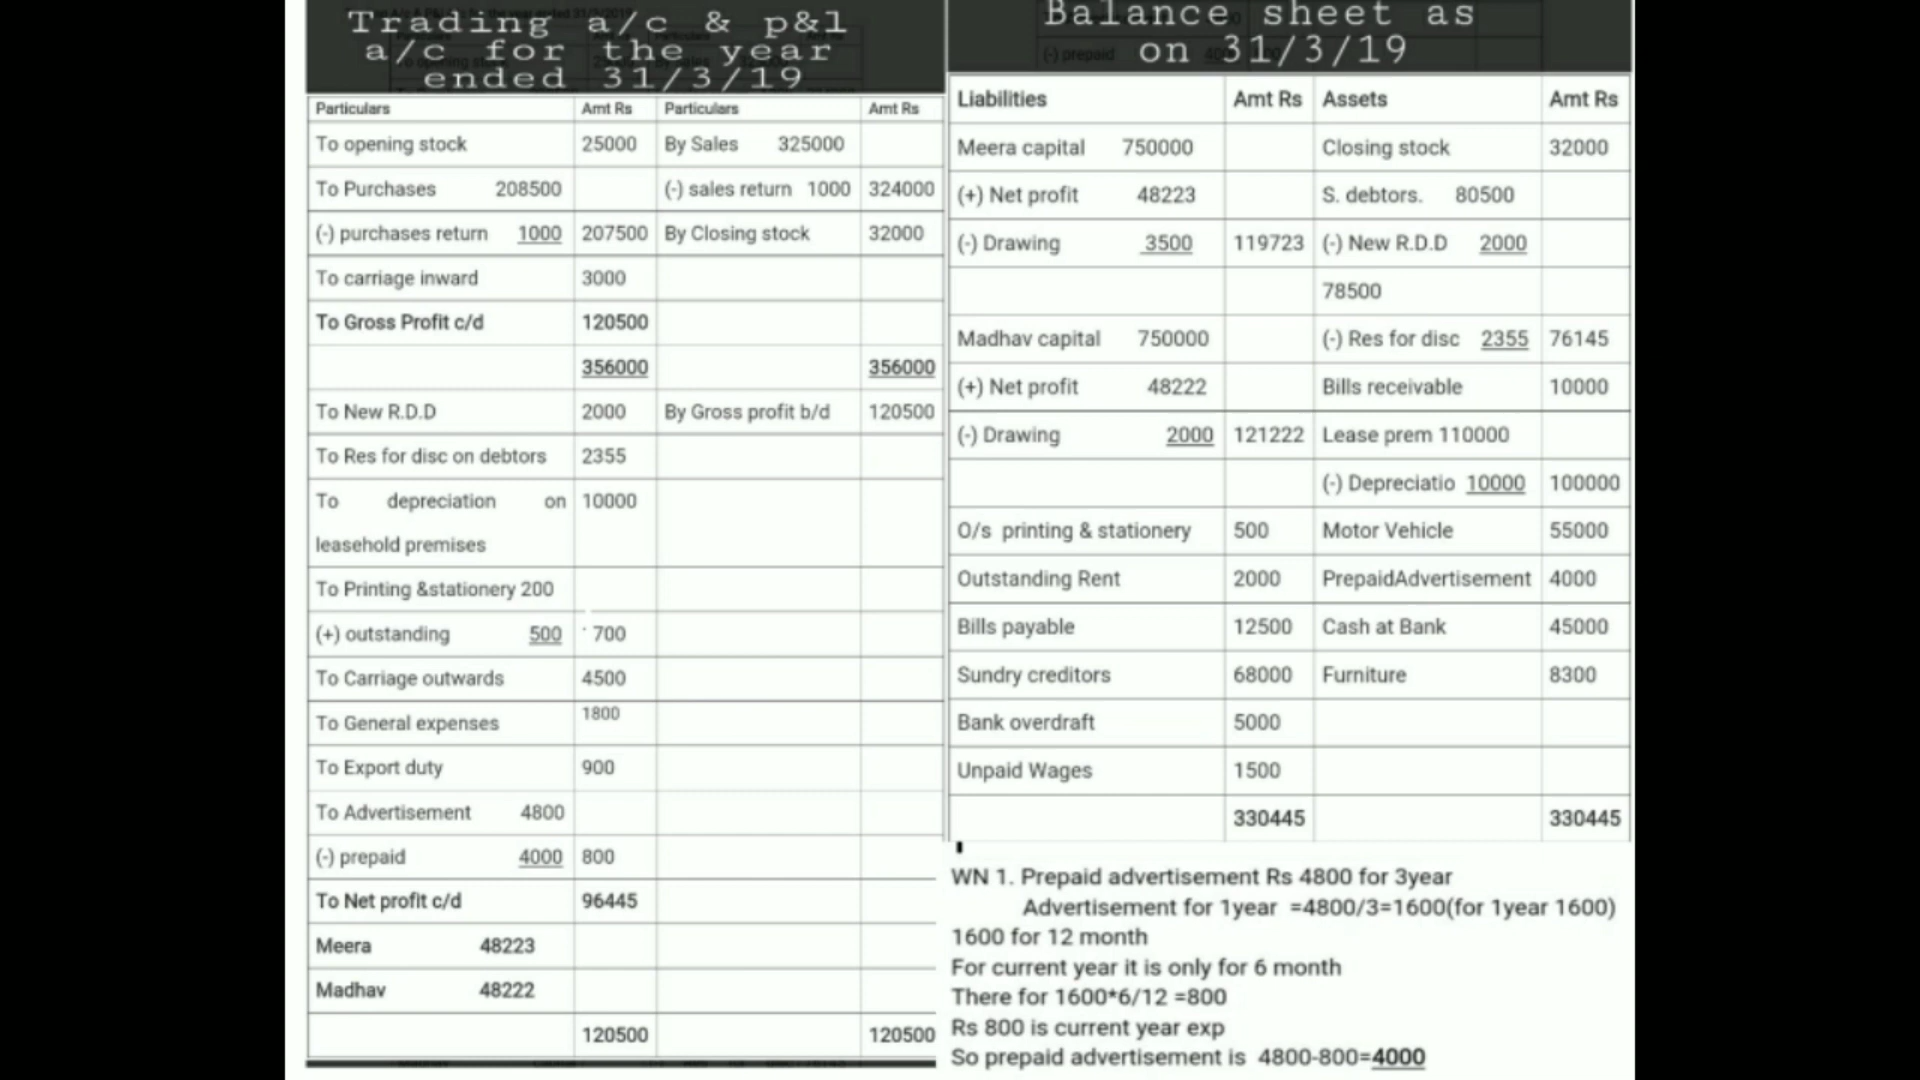 Trading a/c & p&l
a/c for the year
ended 31/3/19
Particulars Amt Rs Particulars Amt Rs
To opening stock 25000 By Sales 325000
To Purchases 208500 (-) sales return 1000 324000
(-) purchases return 1000 207500 By Closing stock 32000
To carriage inward 3000
To Gross Profit c/d 120500
356000 356000
To New R.D.D 2000 By Gross profit b/d 120500
To Res for disc on debtors 2355
To depreciation on 10000
leasehold premises
To Printing &stationery 200
(+) outstanding 500 700
To Carriage outwards 4500
To General expenses 1800
To Export duty 900
To Advertisement 4800
(-) prepaid 4000 800
To Net profit c/d 96445
Meera 48223
Madhav 48222
120500 120500
Balance sheet as
on 31/3/19
(-) prepaid
Liabilities Amt Rs Assets Amt Rs
Meera capital 750000 Closing stock 32000
(+) Net profit 48223 S. debtors. 80500
(-) Drawing 3500 119723 (-) New R.D.D 2000
78500
Madhav capital 750000 (-) Res for disc 2355 76145
(+) Net profit 48222 Bills receivable 10000
(-) Drawing 2000 121222 Lease prem 110000
(-) Depreciatio 10000 100000
O/s printing & stationery 500 Motor Vehicle 55000
Outstanding Rent 2000 PrepaidAdvertisement 4000
Bills payable 12500 Cash at Bank 45000
Sundry creditors 68000 Furniture 8300
Bank overdraft 5000
Unpaid Wages 1500
330445 330445
WN 1. Prepaid advertisement Rs 4800 for 3year
Advertisement for 1year =4800/3=1600(for 1year 1600)
1600 for 12 month
For current year it is only for 6 month
There for 1600*6/12 =800
Rs 800 is current year exp
So prepaid advertisement is 4800-800=4000